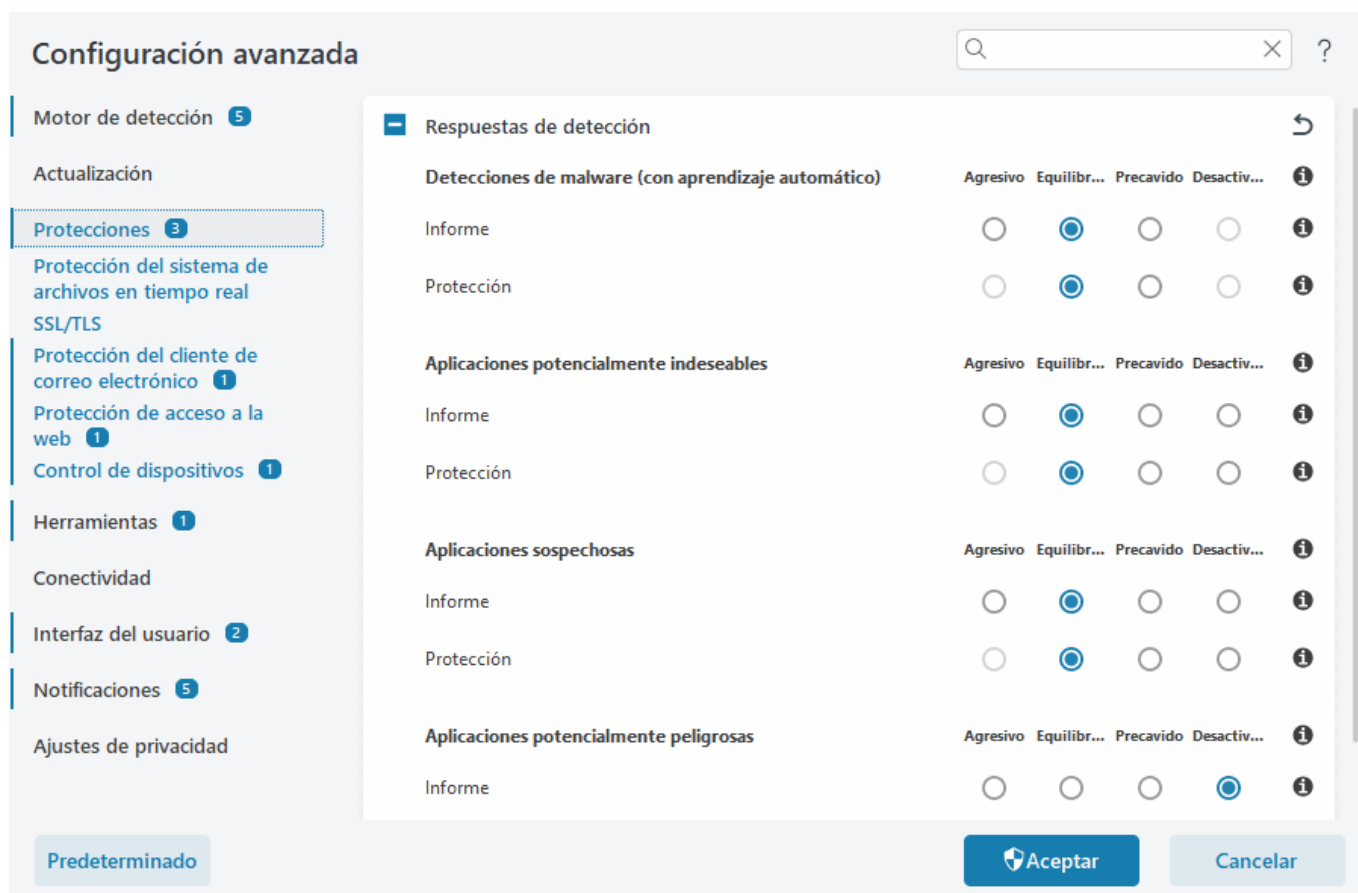 Configuración avanzada
?
Motor de detección 5
Actualización
Protecciones 3
Protección del sistema de
archivos en tiempo real
SSL/TLS
Protección del cliente de
correo electrónico 1
Protección de acceso a la
web 1
Control de dispositivos 1
Herramientas 1
Conectividad
Interfaz del usuario 2
Notificaciones 5
Ajustes de privacidad
Respuestas de detección
Detecciones de malware (con aprendizaje automático) Agresivo Equilibr... Precavido Desactiv...
Informe
Protección
Aplicaciones potencialmente indeseables Agresivo Equilibr... Precavido Desactiv...
Informe
Protección
Aplicaciones sospechosas Agresivo Equilibr... Precavido Desactiv...
Informe
Protección
Aplicaciones potencialmente peligrosas Agresivo Equilibr... Precavido Desactiv...
Informe
Predeterminado
Aceptar
Cancelar